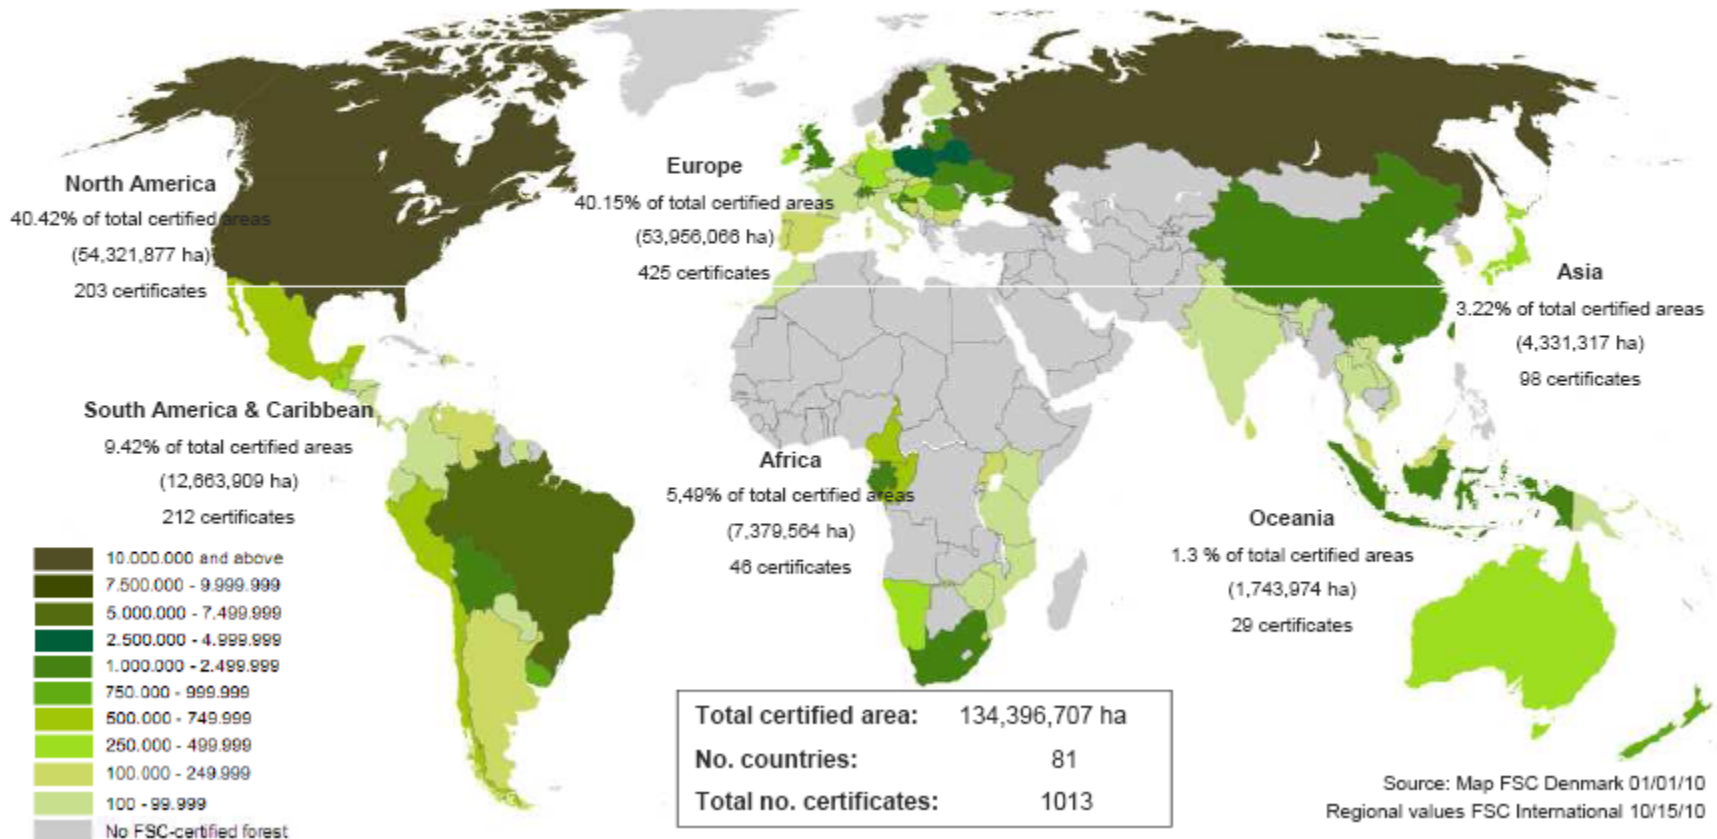 North America
40.42% of total certified areas
(54,321,877 ha)
203 certificates
Europe
40.15% of total certified areas
(53,956,066 ha)
425 certificates
Asia
3.22% of total certified areas
(4,331,317 ha)
98 certificates
South America & Caribbean
9.42% of total certified areas
(12,663,909 ha)
212 certificates
Africa
5,49% of total certified areas
(7,379,564 ha)
46 certificates
Oceania
1.3 % of total certified areas
(1,743,974 ha)
29 certificates
10.000.000 and above
7.500.000 - 9.999.999
5.000.000 - 7.499.999
2.500.000 - 4.999.999
1.000.000 - 2.499.999
750.000 - 999.999
500.000 - 749.999
250.000 - 499.999
100.000 - 249.999
100 - 99.999
No FSC-certified forest
Total certified area: 134,396,707 ha
No. countries: 81
Total no. certificates: 1013
Source: Map FSC Denmark 01/01/10
Regional values FSC International 10/15/10